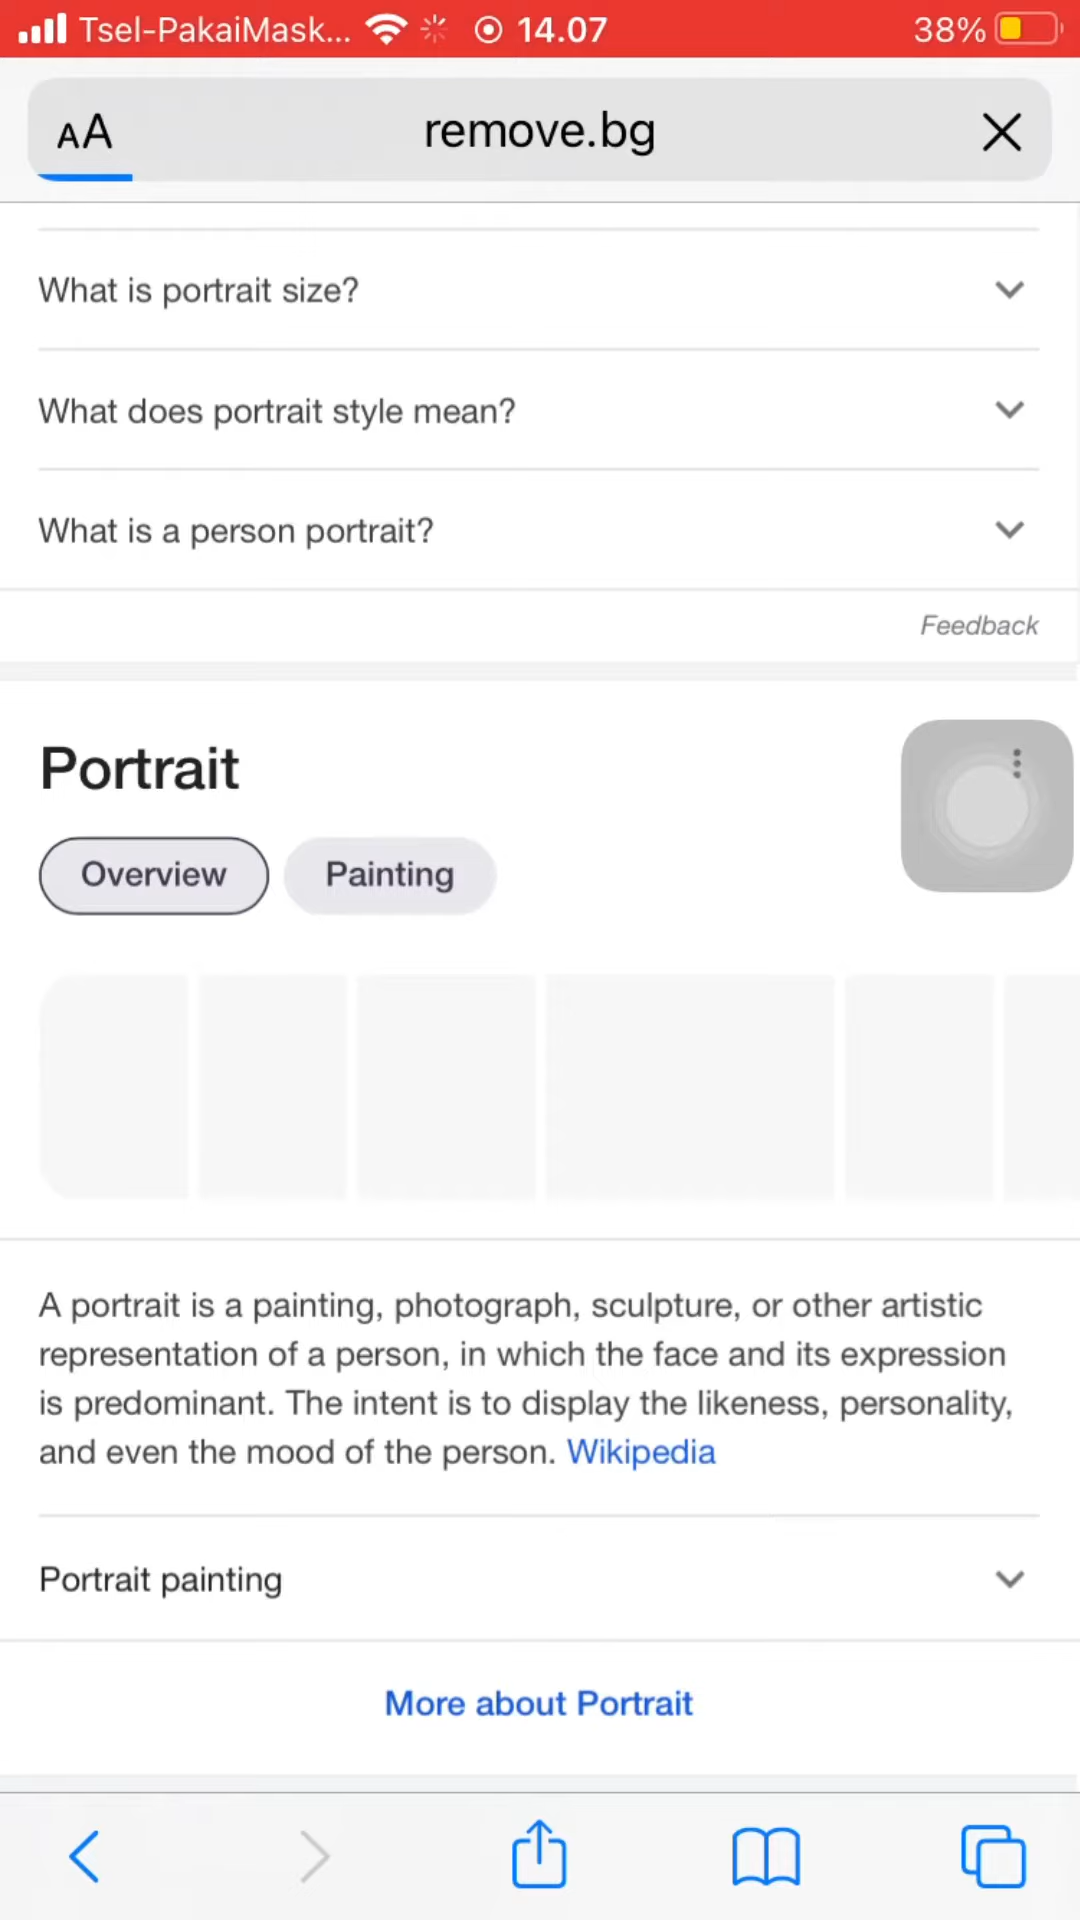 Tsel-PakaiMask... 14.07 38%
AA remove.bg
What is portrait size?
What does portrait style mean?
What is a person portrait?
Feedback
Portrait
Overview Painting
A portrait is a painting, photograph, sculpture, or other artistic
representation of a person, in which the face and its expression
is predominant. The intent is to display the likeness, personality,
and even the mood of the person. Wikipedia
Portrait painting
More about Portrait